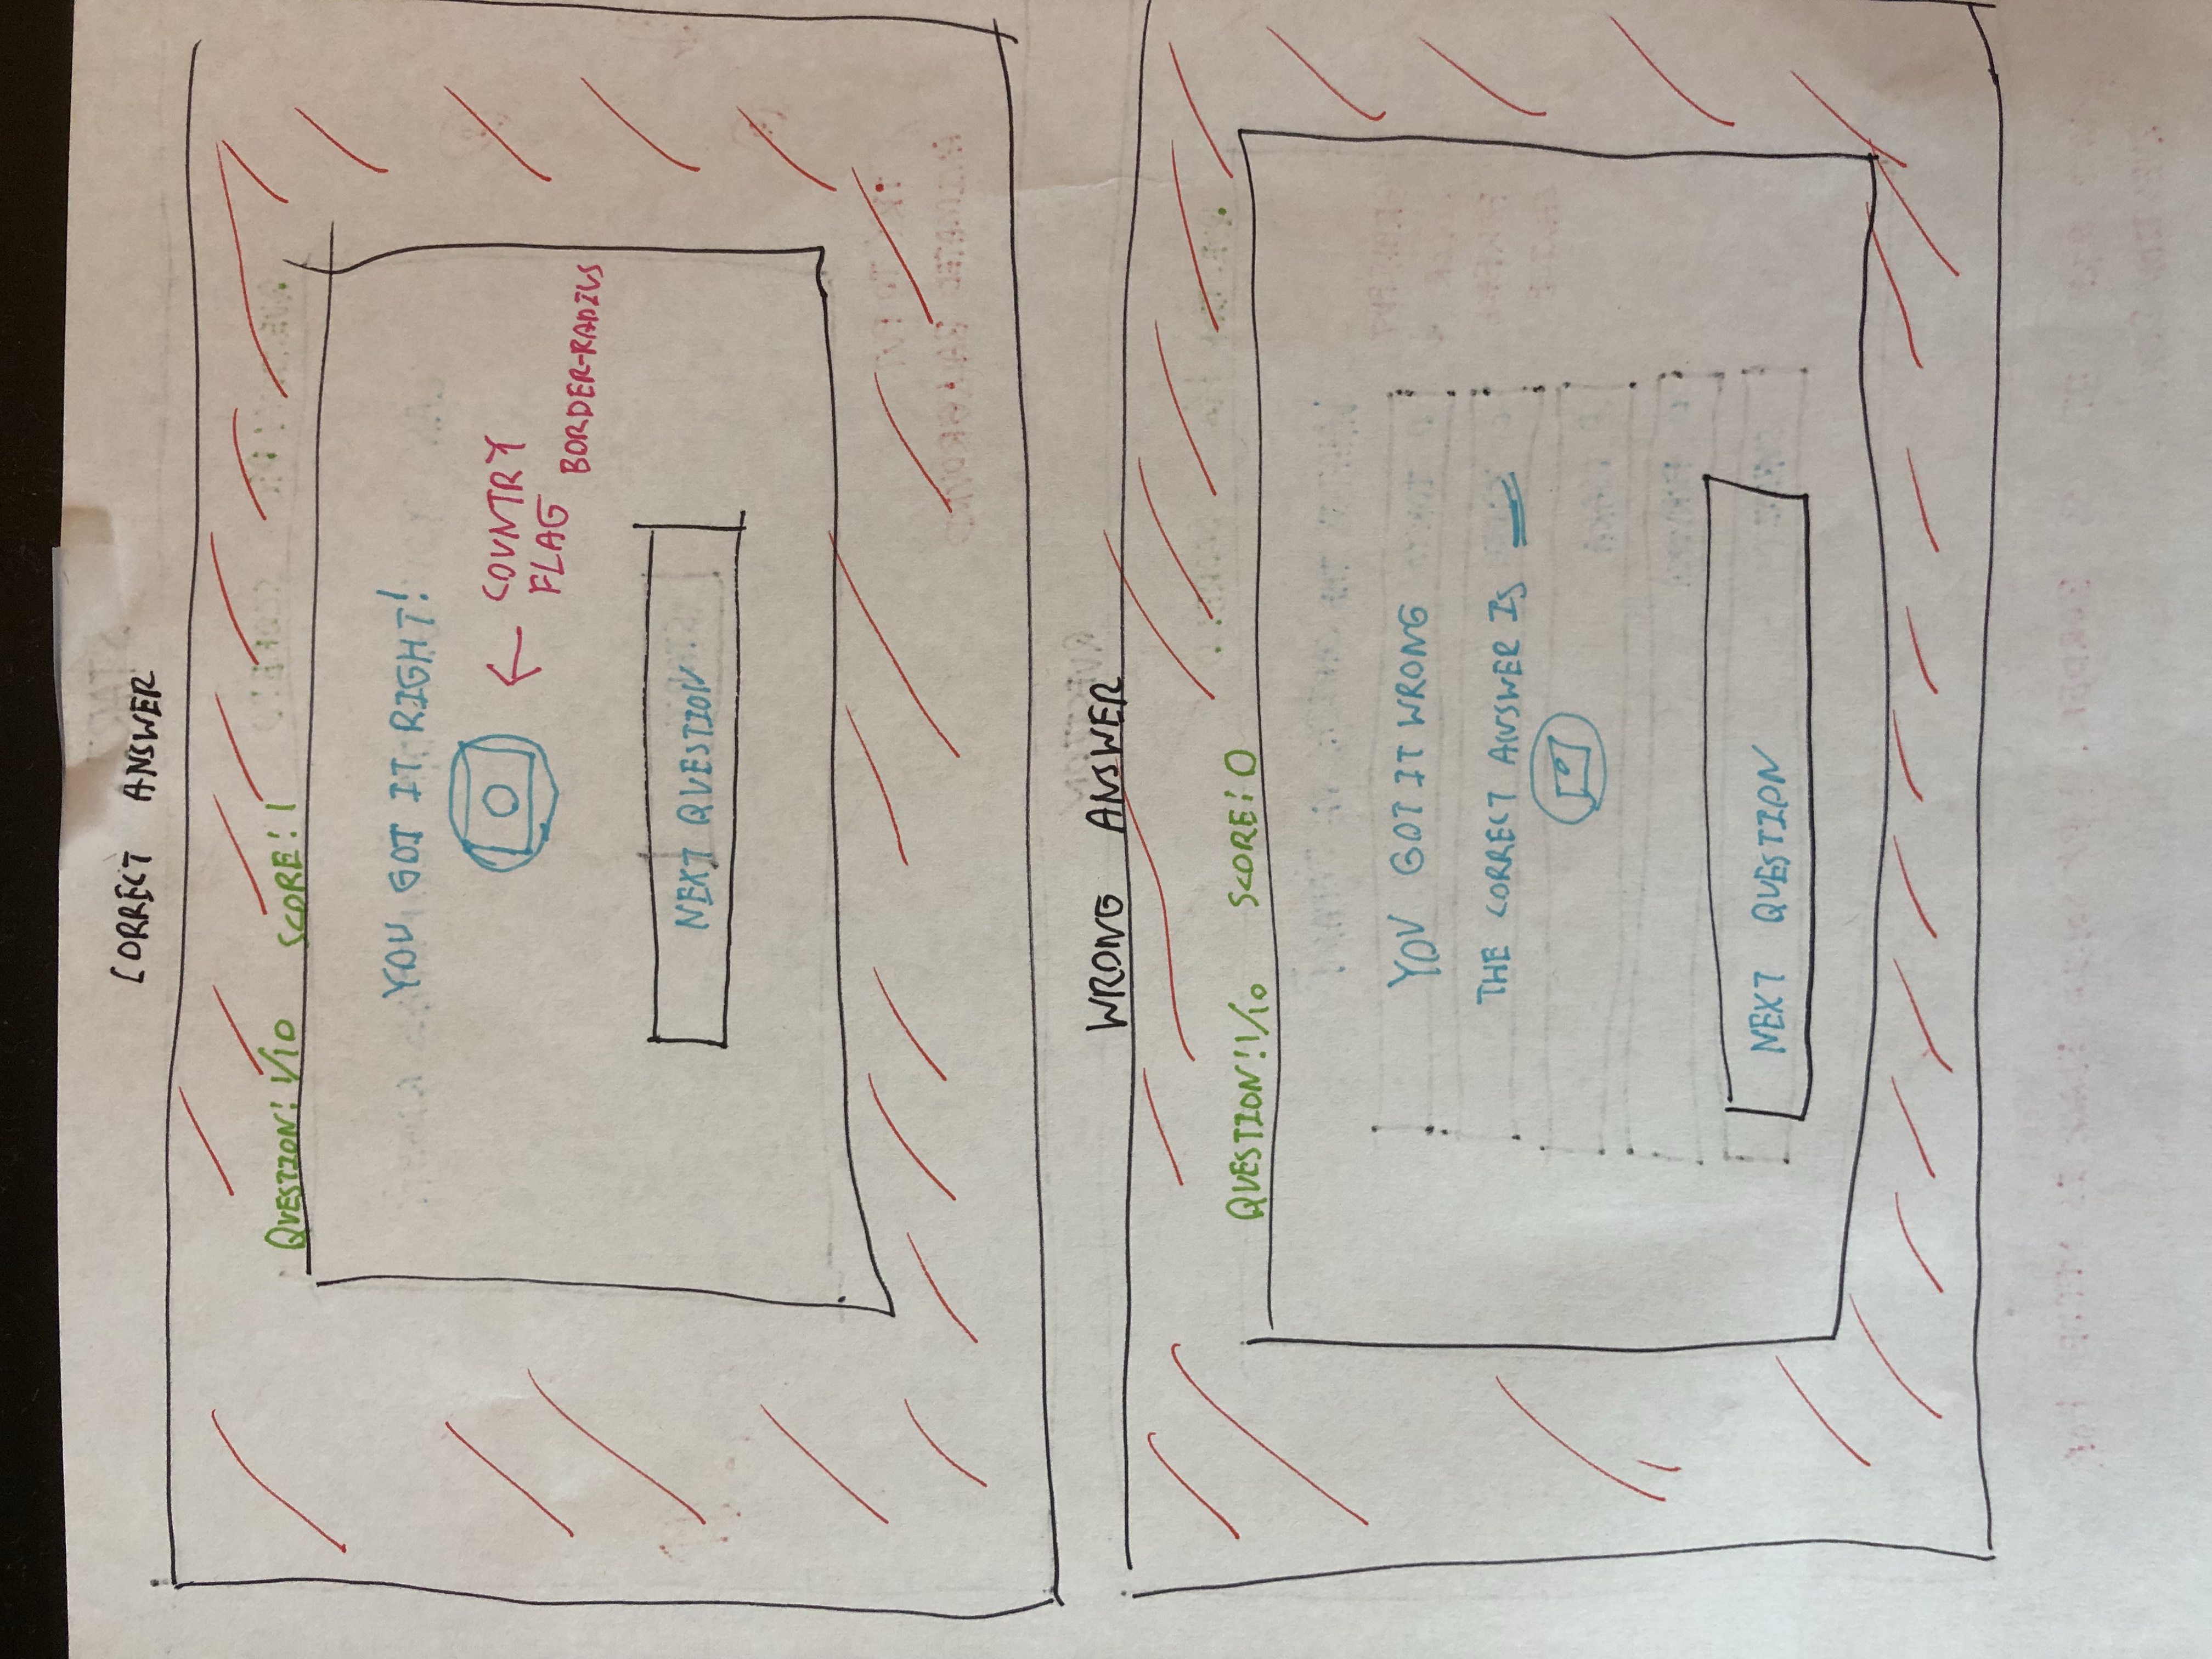 CORRECT ANSWER
QUESTION: 1/10 SCORE: 1
YOU GOT IT RIGHT!
← COUNTRY
FLAG
BORDER-RADIUS
NEXT QUESTION
WRONG ANSWER
QUESTION: 1/10 SCORE: 0
YOU GOT IT WRONG
THE CORRECT ANSWER IS
NEXT QUESTION